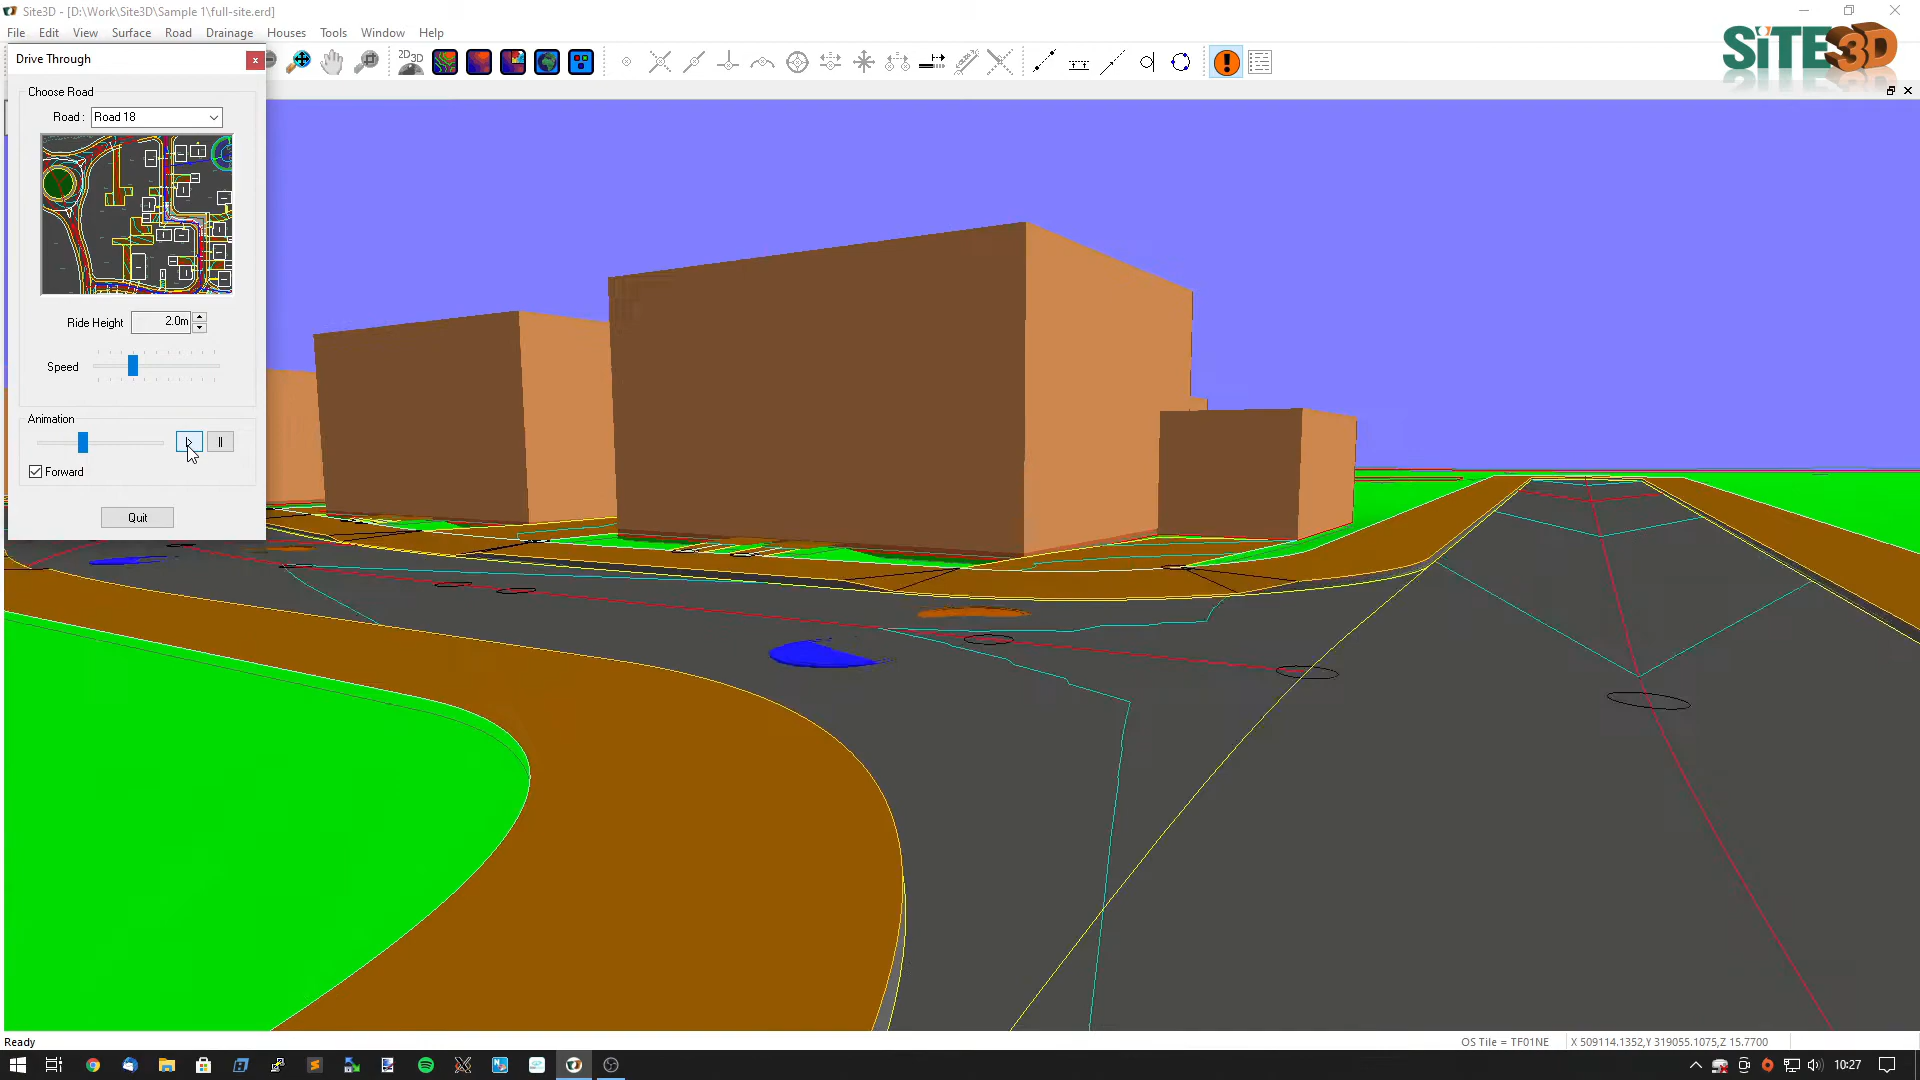 Site3D - [D:\Work\Site3D\Sample 1\full-site.erd]
File Edit View Surface Road Drainage Houses Tools Window Help
SiTE3D
2D3D
Drive Through
Choose Road
Road : Road 18
Ride Height 2.0m
Speed
Animation
Forward
Quit
Ready
OS Tile = TF01NE X 509114.1352,Y 319055.1075,Z 15.7700
10:27